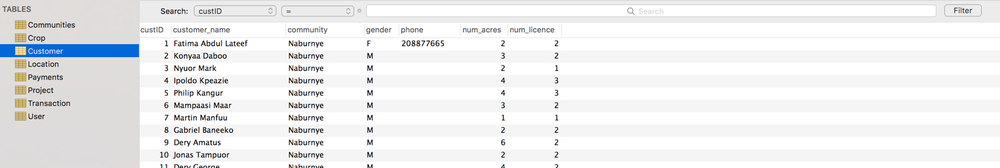 TABLES
Communities
Crop
Customer
Location
Payments
Project
Transaction
User
Search: custID = Search Filter
custID customer_name community gender phone num_acres num_licence
1 Fatima Abdul Lateef Naburnye F 208877665 2 2
2 Konyaa Daboo Naburnye M 3 2
3 Nyuor Mark Naburnye M 2 1
4 Ipoldo Kpeazie Naburnye M 4 3
5 Philip Kangur Naburnye M 4 3
6 Mampaasi Maar Naburnye M 3 2
7 Martin Manfuu Naburnye M 1 1
8 Gabriel Baneeko Naburnye M 2 2
9 Dery Amatus Naburnye M 6 2
10 Jonas Tampuor Naburnye M 2 2
11 Dery George Naburnye M 4 2